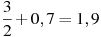 3/2 + 0,7 = 1,9